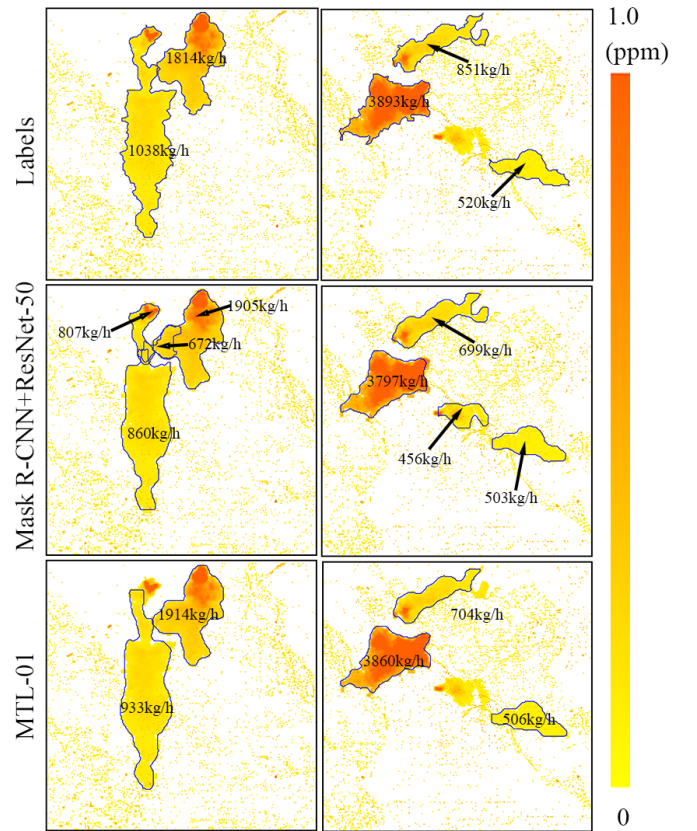 1.0
(ppm)
Labels
1814kg/h
1038kg/h
851kg/h
3893kg/h
520kg/h
Mask R-CNN+ResNet-50
807kg/h
1905kg/h
672kg/h
860kg/h
699kg/h
3797kg/h
456kg/h
503kg/h
MTL-01
1914kg/h
933kg/h
704kg/h
3860kg/h
506kg/h
0